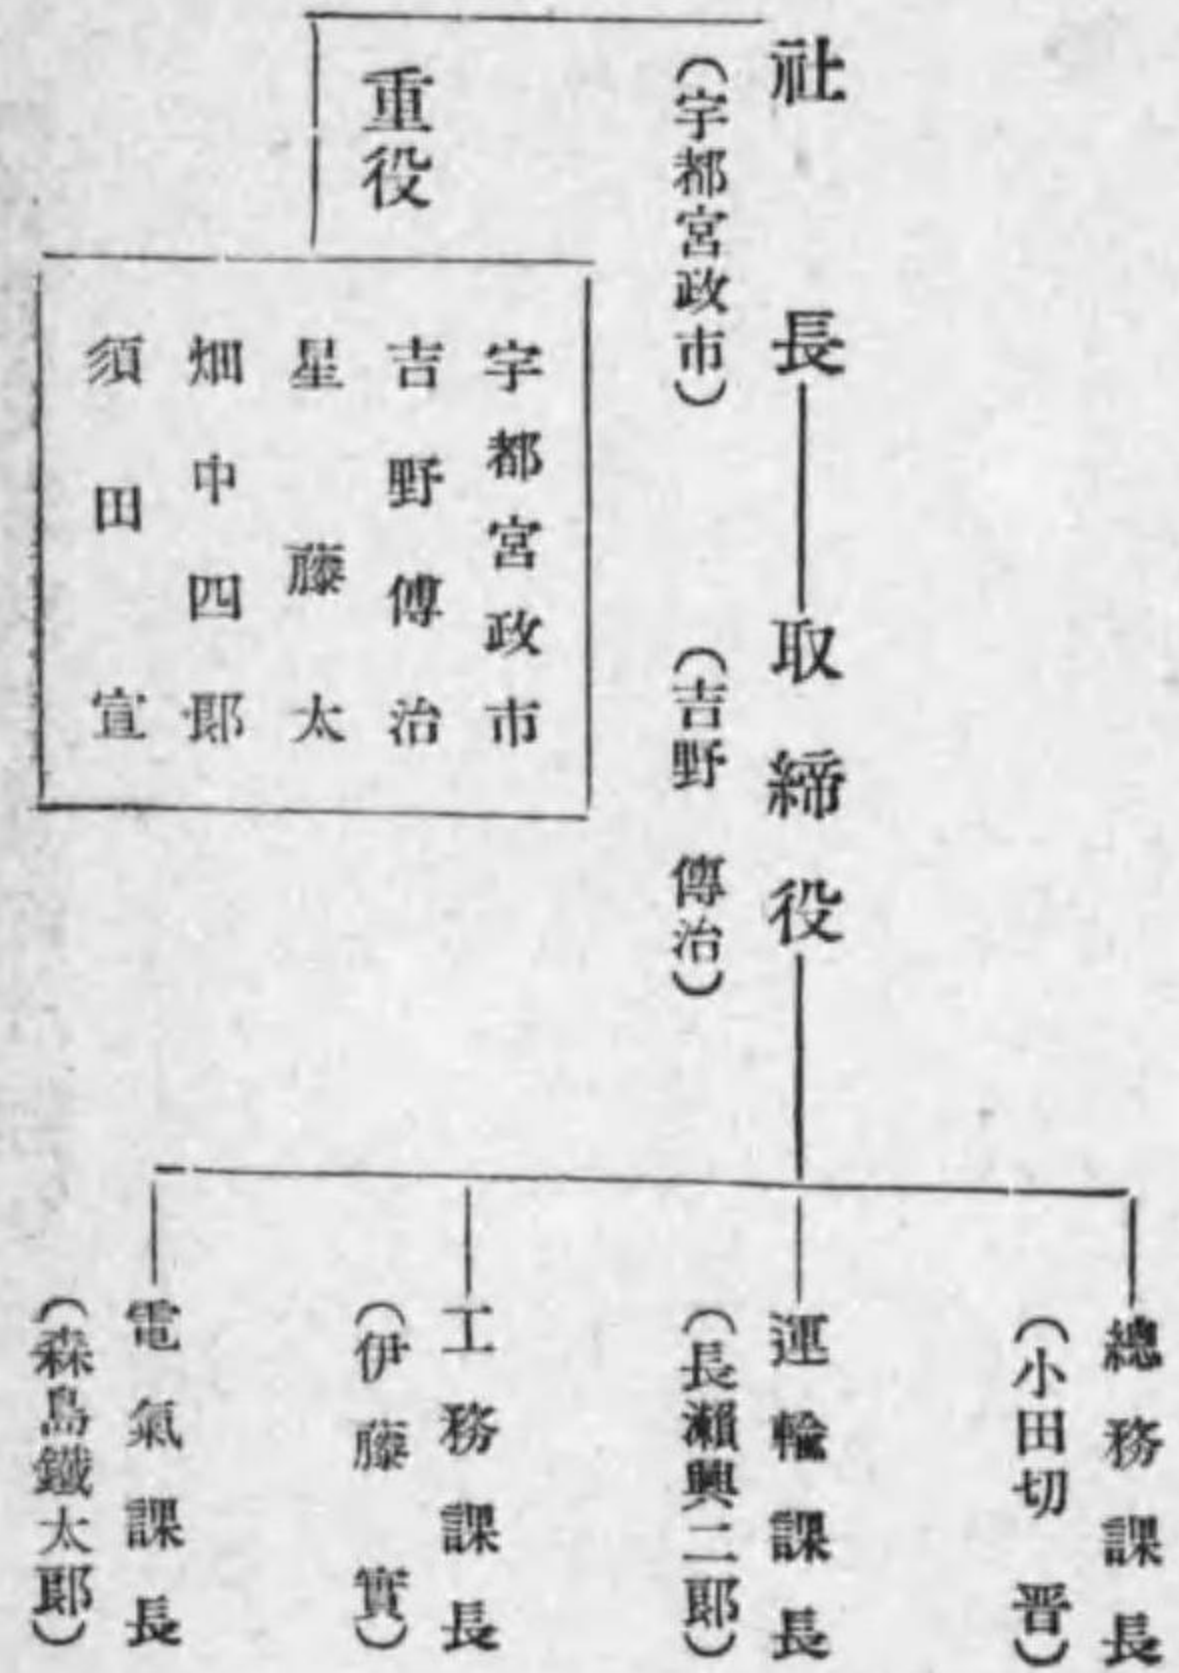 社長
（宇都宮政市）
取締役
（吉野傳治）
總務課長
（小田切晋）
運輸課長
（長瀨興二郎）
工務課長
（伊藤實）
電氣課長
（森島鐵太郎）
重役
宇都宮政市
吉野傳治
星藤太
畑中四郎
須田宣